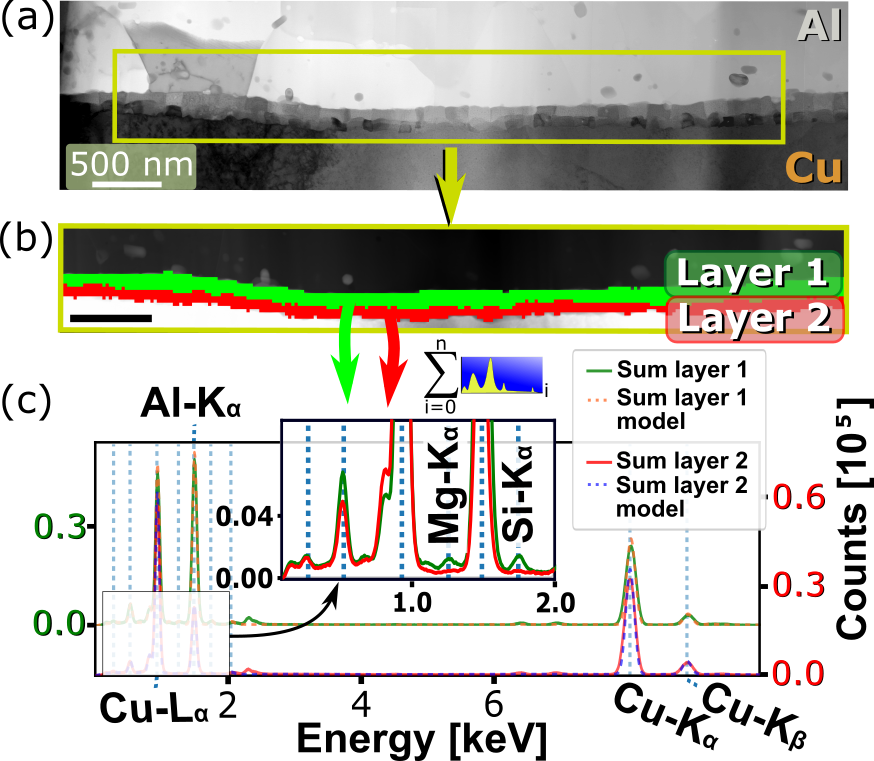 (a)
Al
500 nm
Cu
(b)
Layer 1
Layer 2
n
∑
i=0
i
(c)
Al-Kα
Sum layer 1
Sum layer 1
model
Sum layer 2
Sum layer 2
model
Mg-Kα
Si-Kα
0.04
0.00
1.0
2.0
0.3
0.0
0.6
0.3
0.0
Counts [10⁵]
2
4
6
Cu-Lα
Cu-Kα
Cu-Kβ
Energy [keV]